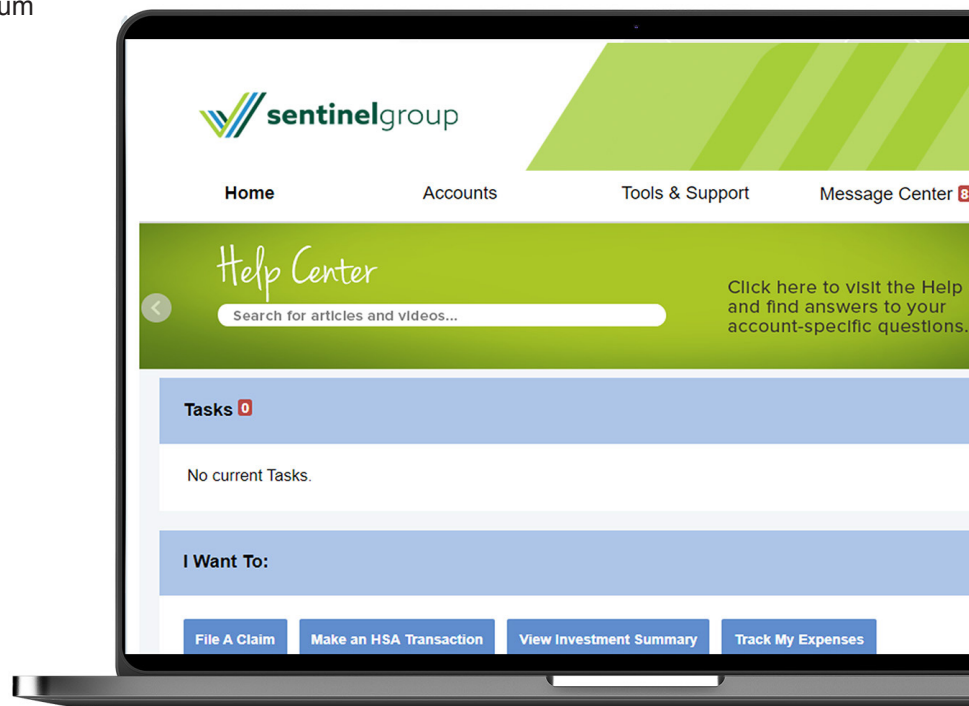 um
sentinelgroup
Home Accounts Tools & Support Message Center 8
Help Center
Search for articles and videos...
Click here to visit the Help
and find answers to your
account-specific questions.
Tasks 0
No current Tasks.
I Want To:
File A Claim Make an HSA Transaction View Investment Summary Track My Expenses